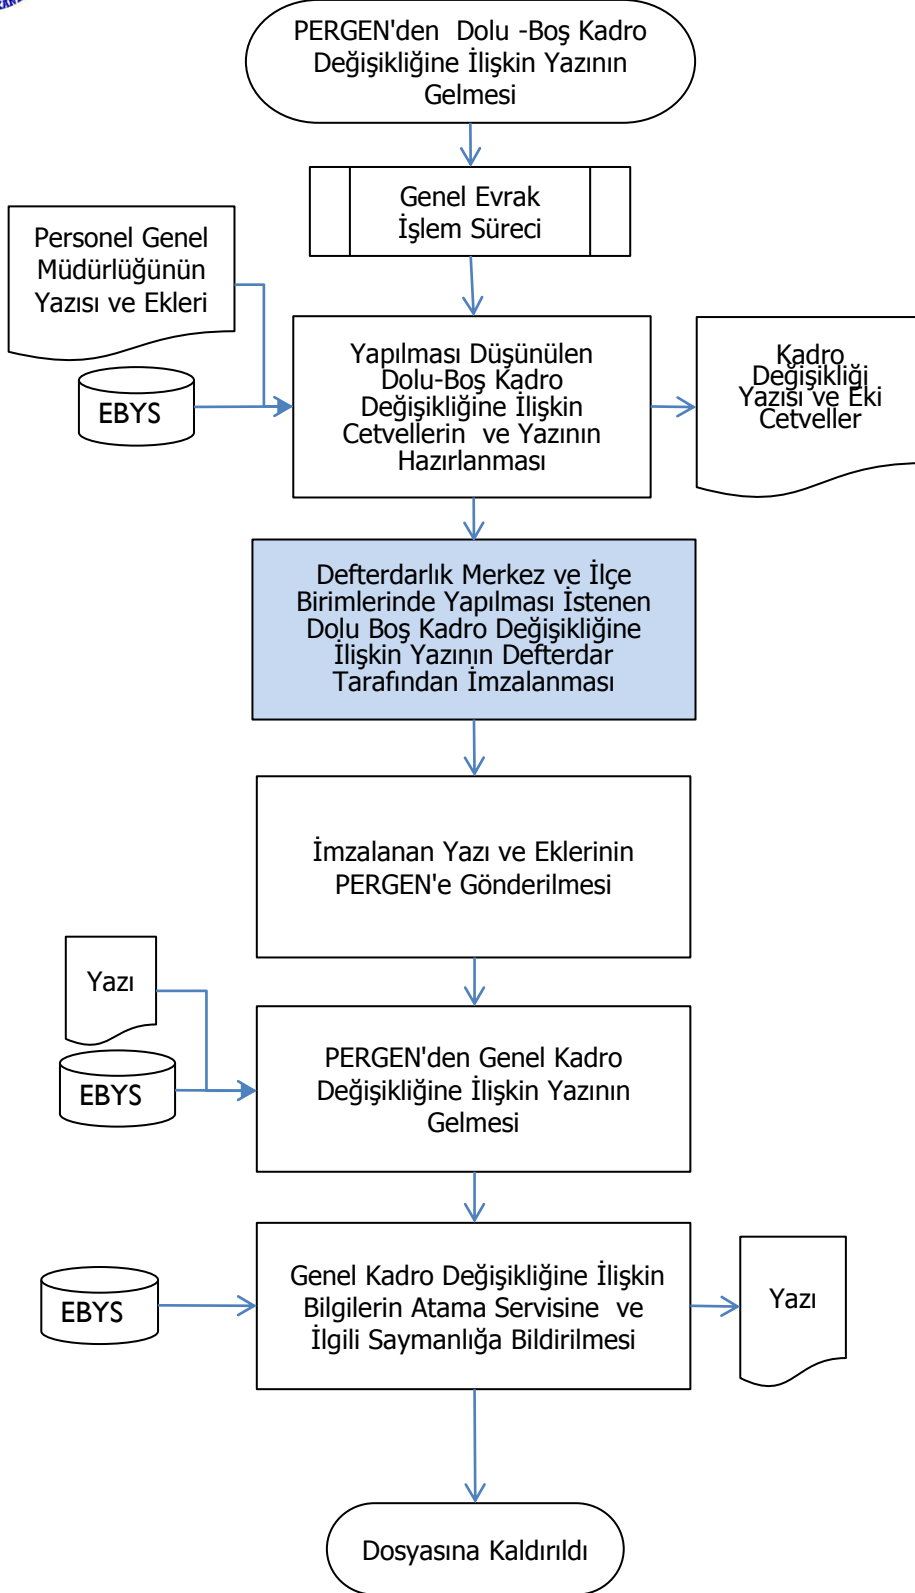 PERGEN'den Dolu -Boş Kadro
Değişikliğine İlişkin Yazının
Gelmesi
Genel Evrak
İşlem Süreci
Personel Genel
Müdürlüğünün
Yazısı ve Ekleri
EBYS
Yapılması Düşünülen
Dolu-Boş Kadro
Değişikliğine İlişkin
Cetvellerin ve Yazının
Hazırlanması
Kadro
Değişikliği
Yazısı ve Eki
Cetveller
Defterdarlık Merkez ve İlçe
Birimlerinde Yapılması İstenen
Dolu Boş Kadro Değişikliğine
İlişkin Yazının Defterdar
Tarafından İmzalanması
İmzalanan Yazı ve Eklerinin
PERGEN'e Gönderilmesi
Yazı
EBYS
PERGEN'den Genel Kadro
Değişikliğine İlişkin Yazının
Gelmesi
EBYS
Genel Kadro Değişikliğine İlişkin
Bilgilerin Atama Servisine ve
İlgili Saymanlığa Bildirilmesi
Yazı
Dosyasına Kaldırıldı